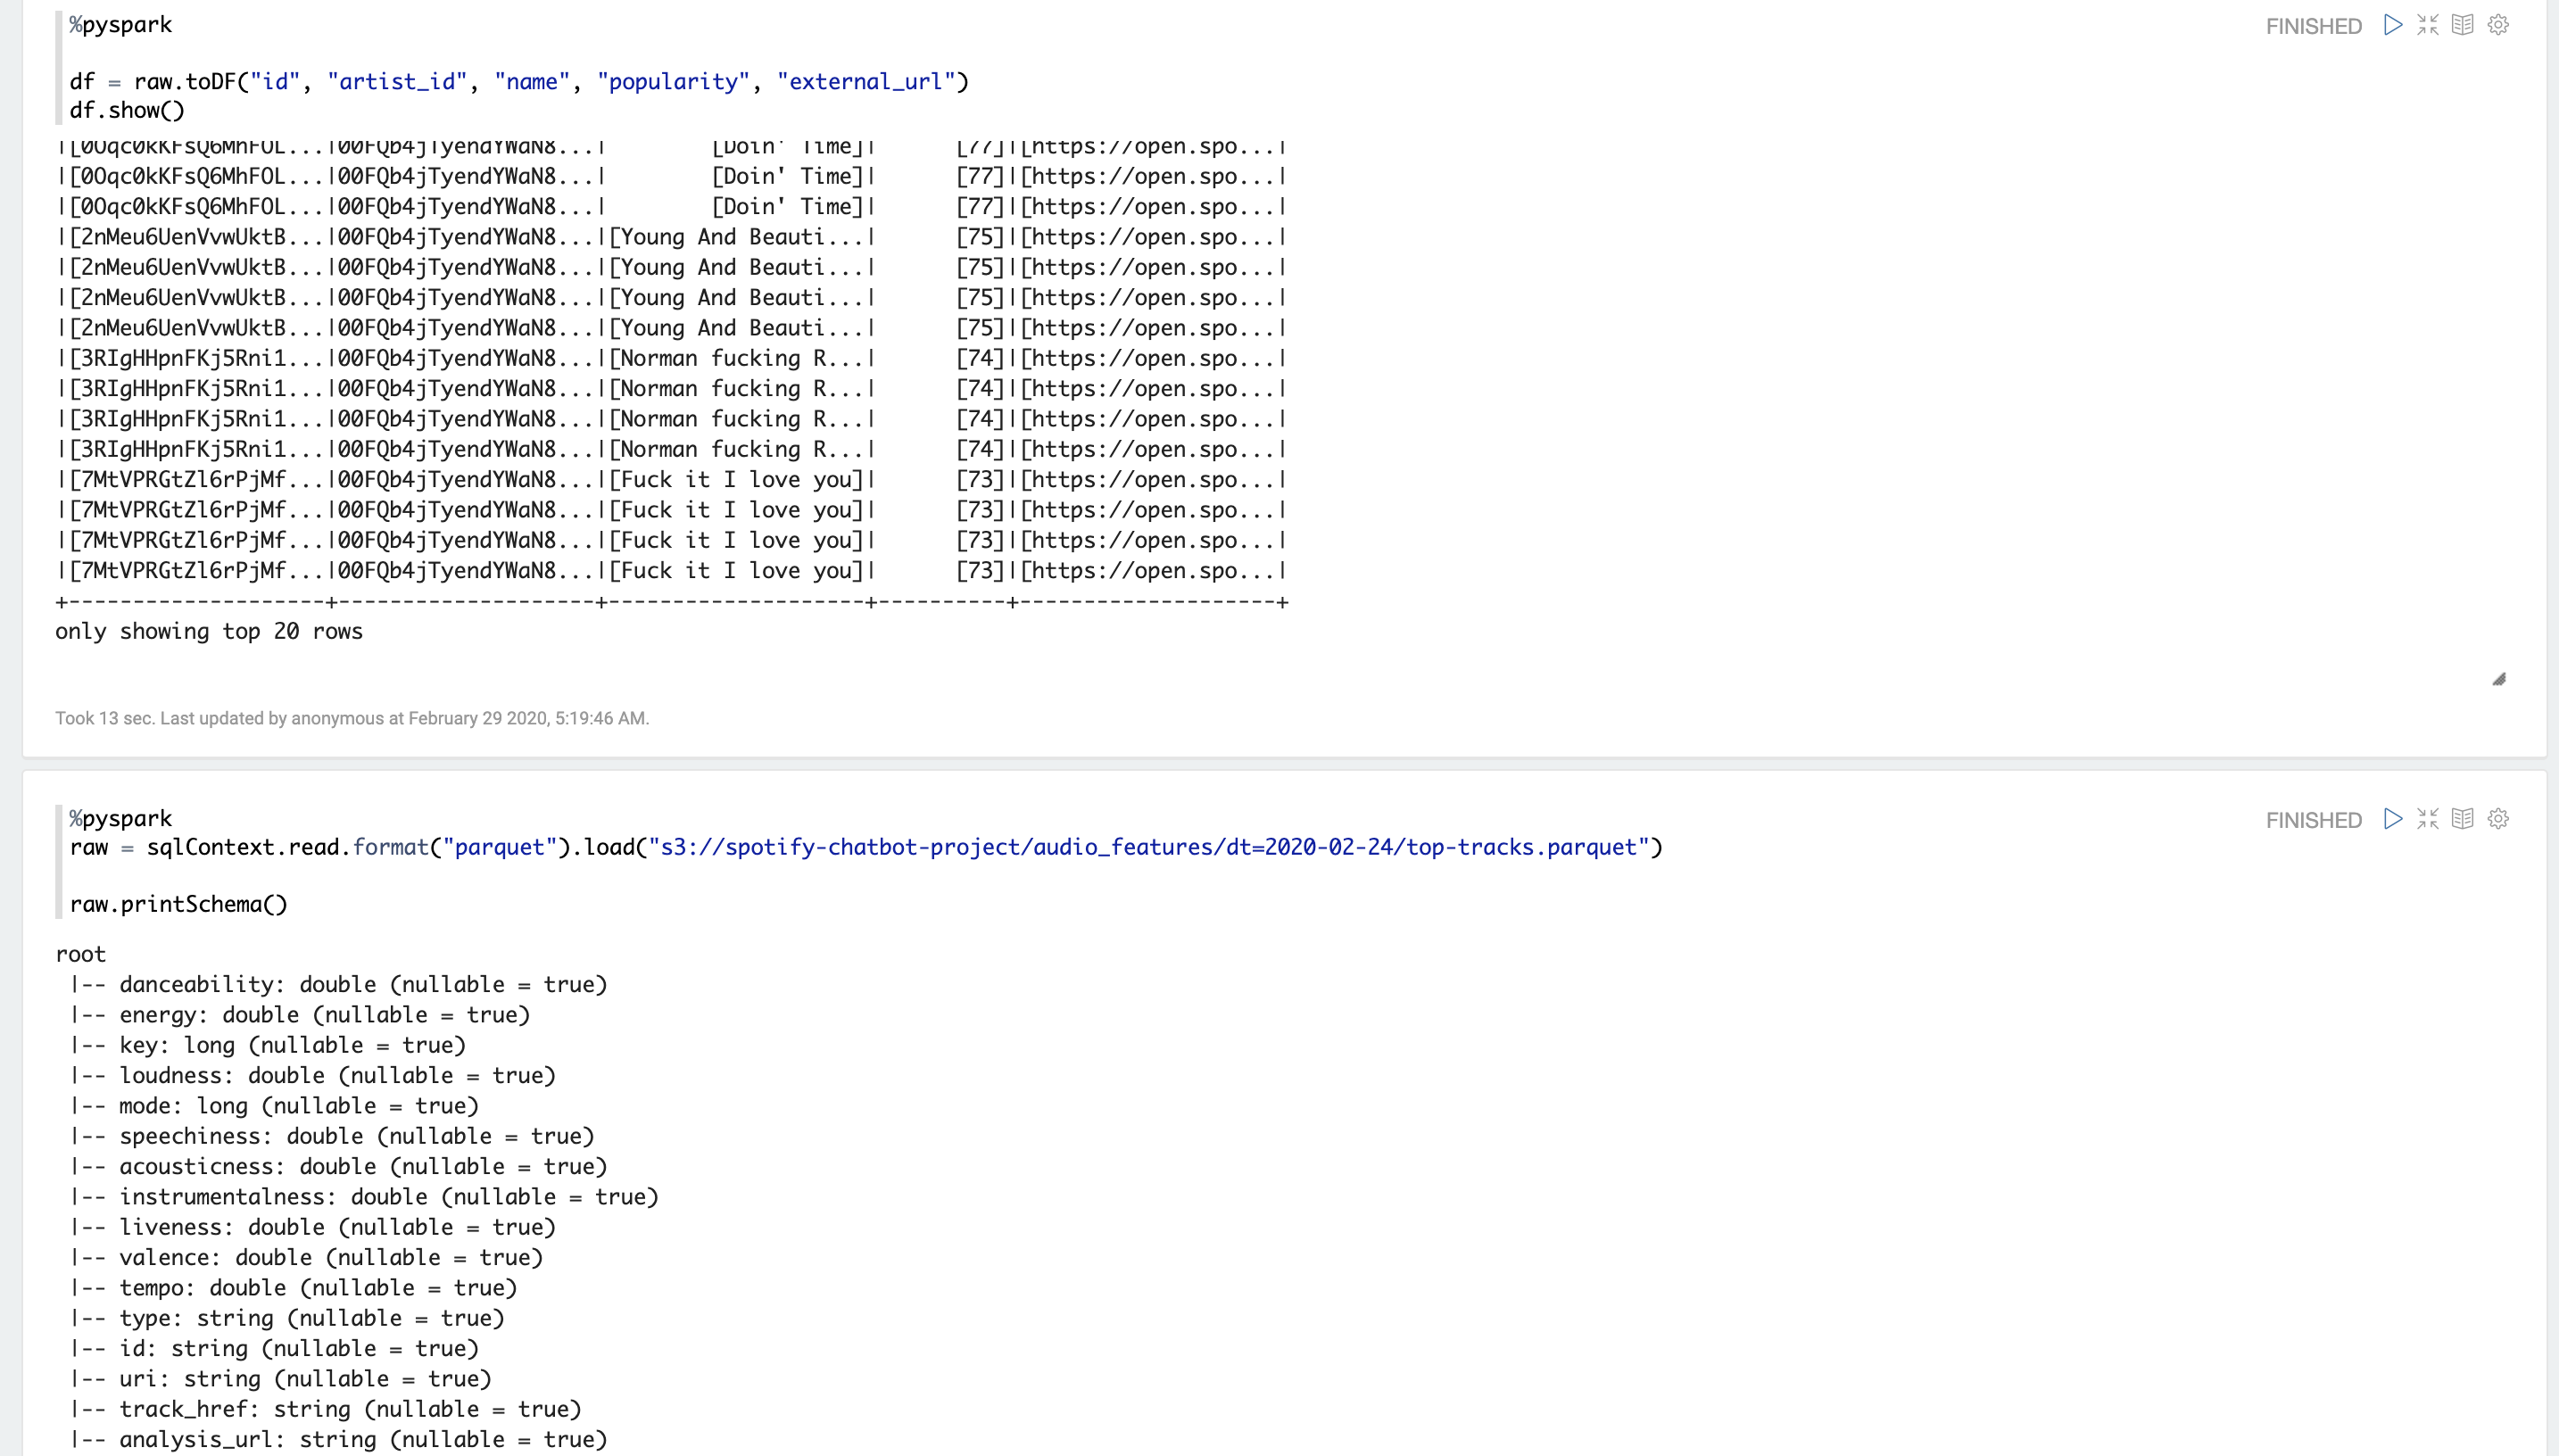 %pyspark
FINISHED
df = raw.toDF("id", "artist_id", "name", "popularity", "external_url")
df.show()
|[0Oqc0kKFsQ6MhFOL...|00FQb4jTyendYWaN8...|        [Doin' Time]|      [77]|[https://open.spo...|
|[0Oqc0kKFsQ6MhFOL...|00FQb4jTyendYWaN8...|        [Doin' Time]|      [77]|[https://open.spo...|
|[0Oqc0kKFsQ6MhFOL...|00FQb4jTyendYWaN8...|        [Doin' Time]|      [77]|[https://open.spo...|
|[2nMeu6UenVvwUktB...|00FQb4jTyendYWaN8...|[Young And Beauti...|      [75]|[https://open.spo...|
|[2nMeu6UenVvwUktB...|00FQb4jTyendYWaN8...|[Young And Beauti...|      [75]|[https://open.spo...|
|[2nMeu6UenVvwUktB...|00FQb4jTyendYWaN8...|[Young And Beauti...|      [75]|[https://open.spo...|
|[2nMeu6UenVvwUktB...|00FQb4jTyendYWaN8...|[Young And Beauti...|      [75]|[https://open.spo...|
|[3RIgHHpnFKj5Rni1...|00FQb4jTyendYWaN8...|[Norman fucking R...|      [74]|[https://open.spo...|
|[3RIgHHpnFKj5Rni1...|00FQb4jTyendYWaN8...|[Norman fucking R...|      [74]|[https://open.spo...|
|[3RIgHHpnFKj5Rni1...|00FQb4jTyendYWaN8...|[Norman fucking R...|      [74]|[https://open.spo...|
|[3RIgHHpnFKj5Rni1...|00FQb4jTyendYWaN8...|[Norman fucking R...|      [74]|[https://open.spo...|
|[7MtVPRGtZl6rPjMf...|00FQb4jTyendYWaN8...|[Fuck it I love you]|      [73]|[https://open.spo...|
|[7MtVPRGtZl6rPjMf...|00FQb4jTyendYWaN8...|[Fuck it I love you]|      [73]|[https://open.spo...|
|[7MtVPRGtZl6rPjMf...|00FQb4jTyendYWaN8...|[Fuck it I love you]|      [73]|[https://open.spo...|
|[7MtVPRGtZl6rPjMf...|00FQb4jTyendYWaN8...|[Fuck it I love you]|      [73]|[https://open.spo...|
+--------------------+--------------------+--------------------+----------+--------------------+
only showing top 20 rows
Took 13 sec. Last updated by anonymous at February 29 2020, 5:19:46 AM.
%pyspark
FINISHED
raw = sqlContext.read.format("parquet").load("s3://spotify-chatbot-project/audio_features/dt=2020-02-24/top-tracks.parquet")
raw.printSchema()
root
|-- danceability: double (nullable = true)
|-- energy: double (nullable = true)
|-- key: long (nullable = true)
|-- loudness: double (nullable = true)
|-- mode: long (nullable = true)
|-- speechiness: double (nullable = true)
|-- acousticness: double (nullable = true)
|-- instrumentalness: double (nullable = true)
|-- liveness: double (nullable = true)
|-- valence: double (nullable = true)
|-- tempo: double (nullable = true)
|-- type: string (nullable = true)
|-- id: string (nullable = true)
|-- uri: string (nullable = true)
|-- track_href: string (nullable = true)
|-- analysis_url: string (nullable = true)